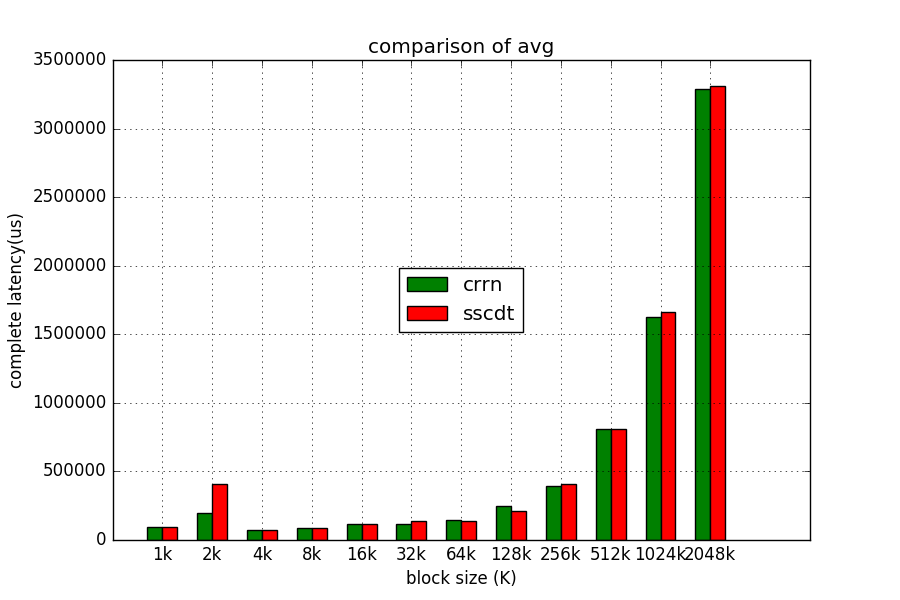 comparison of avg
3500000
3000000
2500000
2000000
1500000
1000000
500000
0
complete latency(us)
crrn
sscdt
1k 2k 4k 8k 16k 32k 64k 128k 256k 512k 1024k 2048k
block size (K)